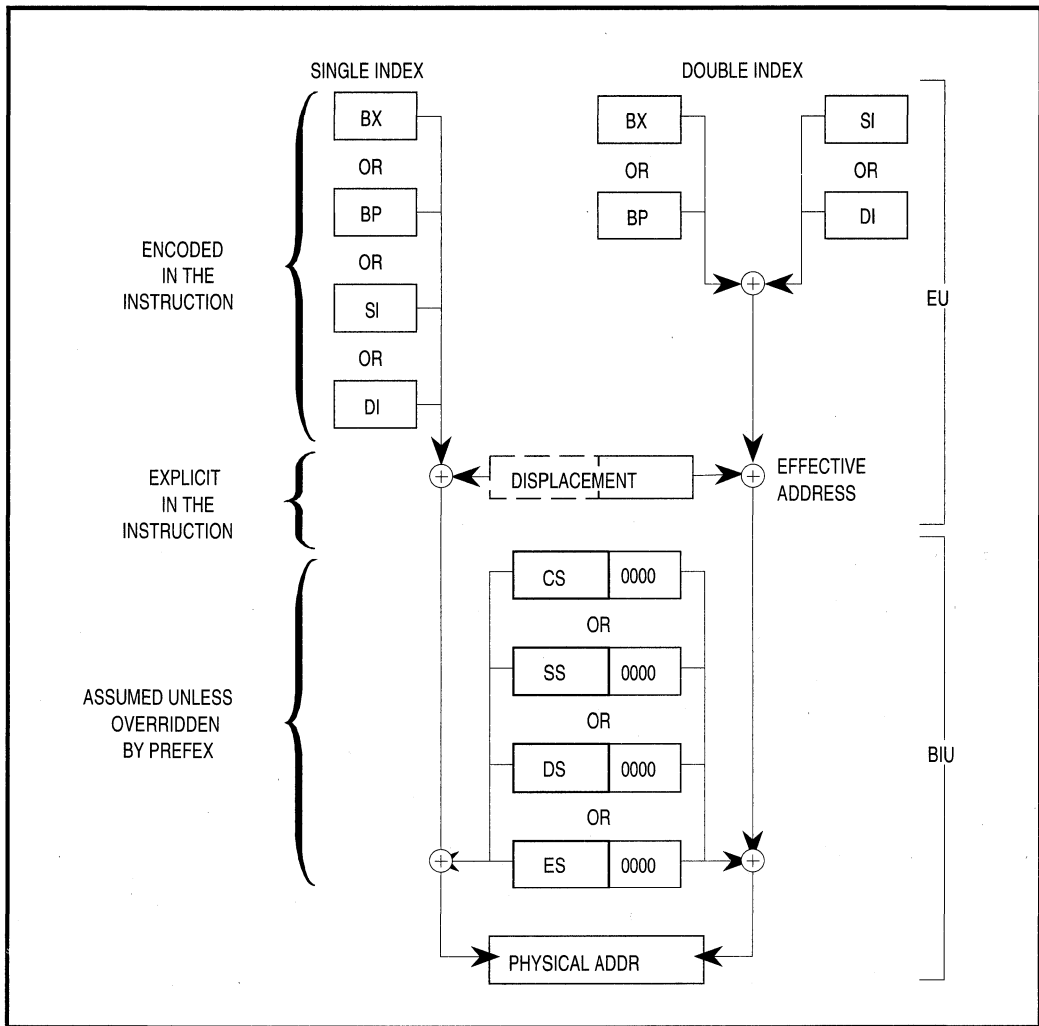 SINGLE INDEX
DOUBLE INDEX
BX
OR
BP
OR
SI
OR
DI
BX
OR
BP
SI
OR
DI
ENCODED
IN THE
INSTRUCTION
EU
EXPLICIT
IN THE
INSTRUCTION
DISPLACEMENT
EFFECTIVE
ADDRESS
CS 0000
OR
SS 0000
OR
DS 0000
OR
ES 0000
ASSUMED UNLESS
OVERRIDDEN
BY PREFEX
BIU
PHYSICAL ADDR